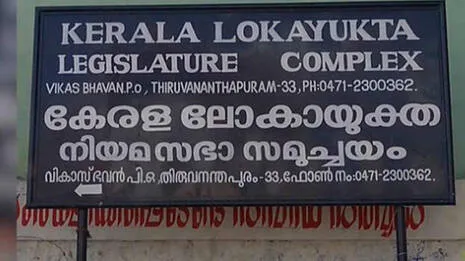 KERALA LOKAYUKTA
LEGISLATURE COMPLEX
VIKAS BHAVAN.P.O, THIRUVANANTHAPURAM-33, PH:0471-2300362.
കേരള ലോകായുക്ത
നിയമസഭാ സമുച്ചയം
വികാസ് ഭവൻ പി.ഒ, തിരുവനന്തപുരം-33, ഫോൺ നം:0471-2300362.